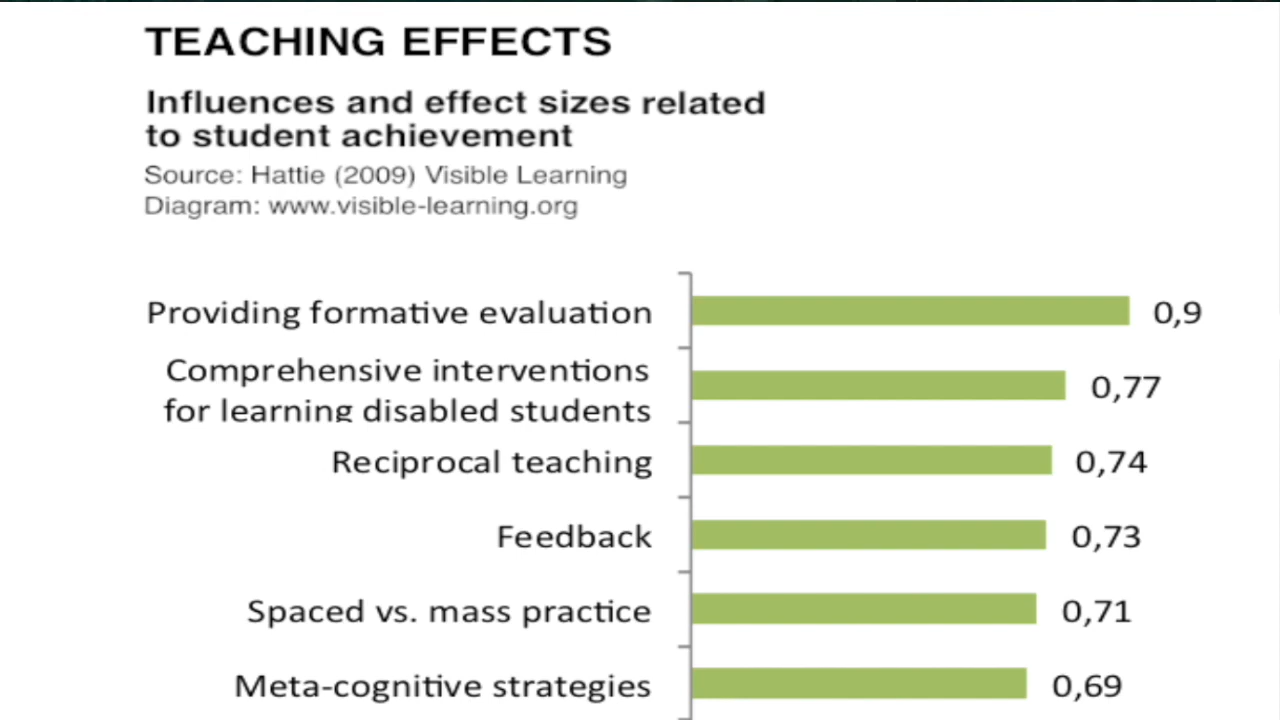 TEACHING EFFECTS
Influences and effect sizes related
to student achievement
Source: Hattie (2009) Visible Learning
Diagram: www.visible-learning.org
Providing formative evaluation 0,9
Comprehensive interventions
for learning disabled students 0,77
Reciprocal teaching 0,74
Feedback 0,73
Spaced vs. mass practice 0,71
Meta-cognitive strategies 0,69